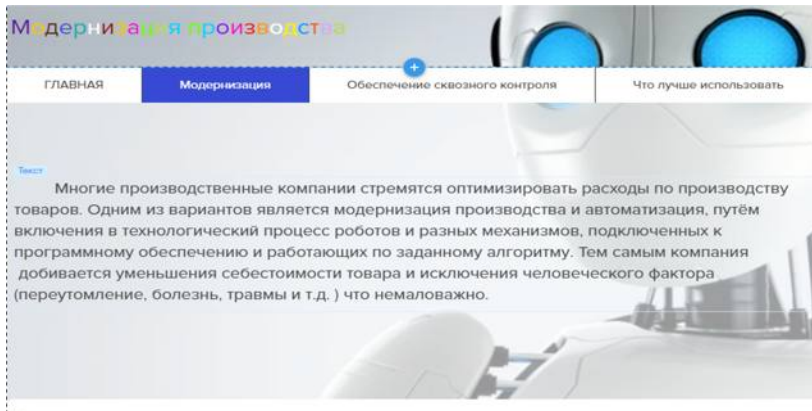 Модернизация производства
ГЛАВНАЯ Модернизация Обеспечение сквозного контроля Что лучше использовать
Текст
Многие производственные компании стремятся оптимизировать расходы по производству
товаров. Одним из вариантов является модернизация производства и автоматизация, путём
включения в технологический процесс роботов и разных механизмов, подключенных к
программному обеспечению и работающих по заданному алгоритму. Тем самым компания
добивается уменьшения себестоимости товара и исключения человеческого фактора
(переутомление, болезнь, травмы и т.д. ) что немаловажно.